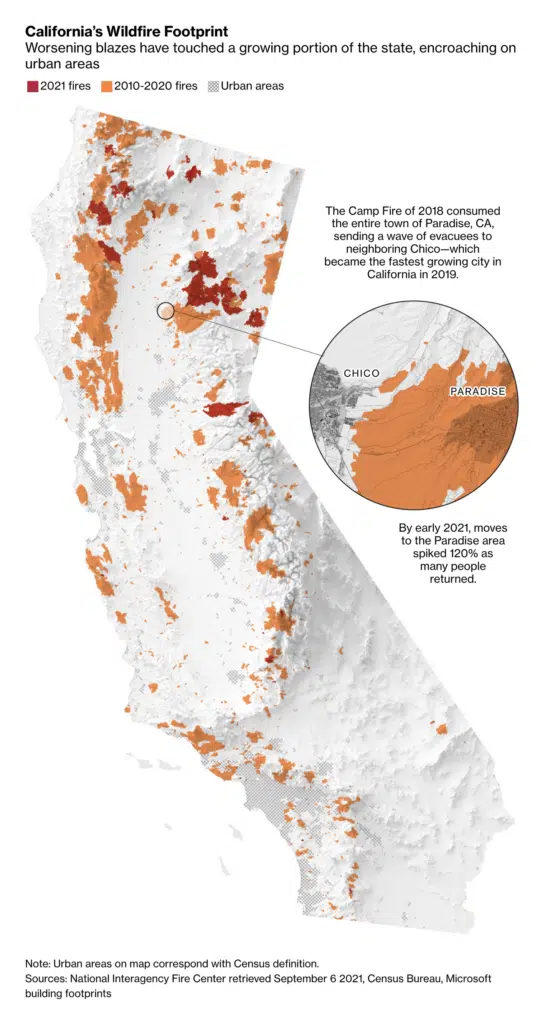 California's Wildfire Footprint
Worsening blazes have touched a growing portion of the state, encroaching on
urban areas
2021 fires 2010-2020 fires Urban areas
The Camp Fire of 2018 consumed
the entire town of Paradise, CA,
sending a wave of evacuees to
neighboring Chico—which
became the fastest growing city in
California in 2019.
CHICO
PARADISE
By early 2021, moves
to the Paradise area
spiked 120% as
many people
returned.
Note: Urban areas on map correspond with Census definition.
Sources: National Interagency Fire Center retrieved September 6 2021, Census Bureau, Microsoft
building footprints